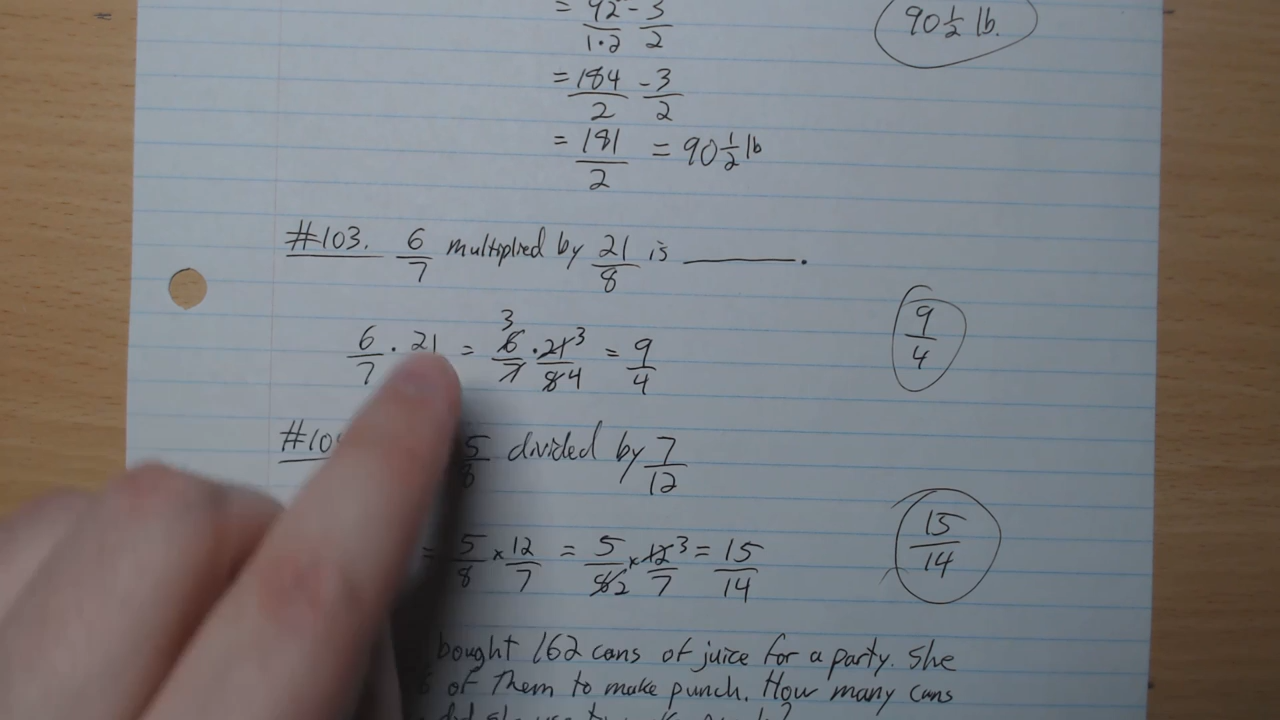 = 92 - 3
1·2 2
90 1/2 lb.
= 184 - 3
2 2
= 181 = 90 1/2 lb
2
#103. 6/7 multiplied by 21/8 is ______.
3
6/7 · 21 = 6/7 · 21 3/8 4 = 9/4
9/4
5/8 divided by 7/12
= 5/8 × 12/7 = 5/8 2 × 12 3/7 = 15/14
15/14
bought 162 cans of juice for a party. She
of them to make punch. How many cans